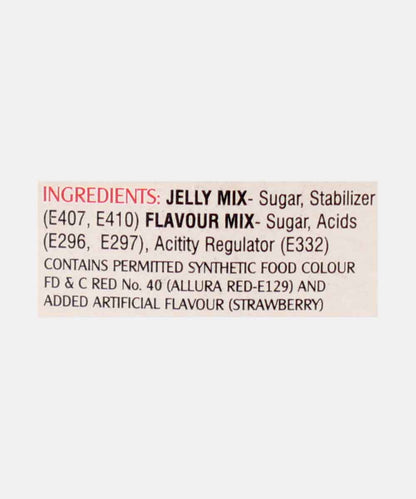 INGREDIENTS: JELLY MIX- Sugar, Stabilizer
(E407, E410) FLAVOUR MIX- Sugar, Acids
(E296, E297), Acitity Regulator (E332)
CONTAINS PERMITTED SYNTHETIC FOOD COLOUR
FD & C RED No. 40 (ALLURA RED-E129) AND
ADDED ARTIFICIAL FLAVOUR (STRAWBERRY)